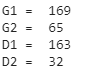 G1 =  169
G2 =  65
D1 =  163
D2 =  32